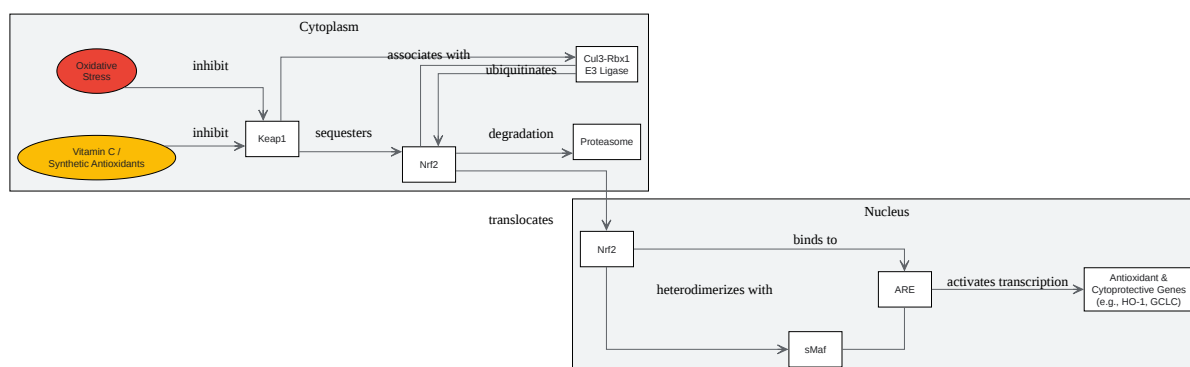 Cytoplasm
Oxidative
Stress
inhibit
associates with
Cul3-Rbx1
E3 Ligase
ubiquitinates
Vitamin C /
Synthetic Antioxidants
inhibit
Keap1
sequesters
Nrf2
degradation
Proteasome
translocates
Nucleus
Nrf2
binds to
heterodimerizes with
ARE
activates transcription
Antioxidant &
Cytoprotective Genes
(e.g., HO-1, GCLC)
sMaf